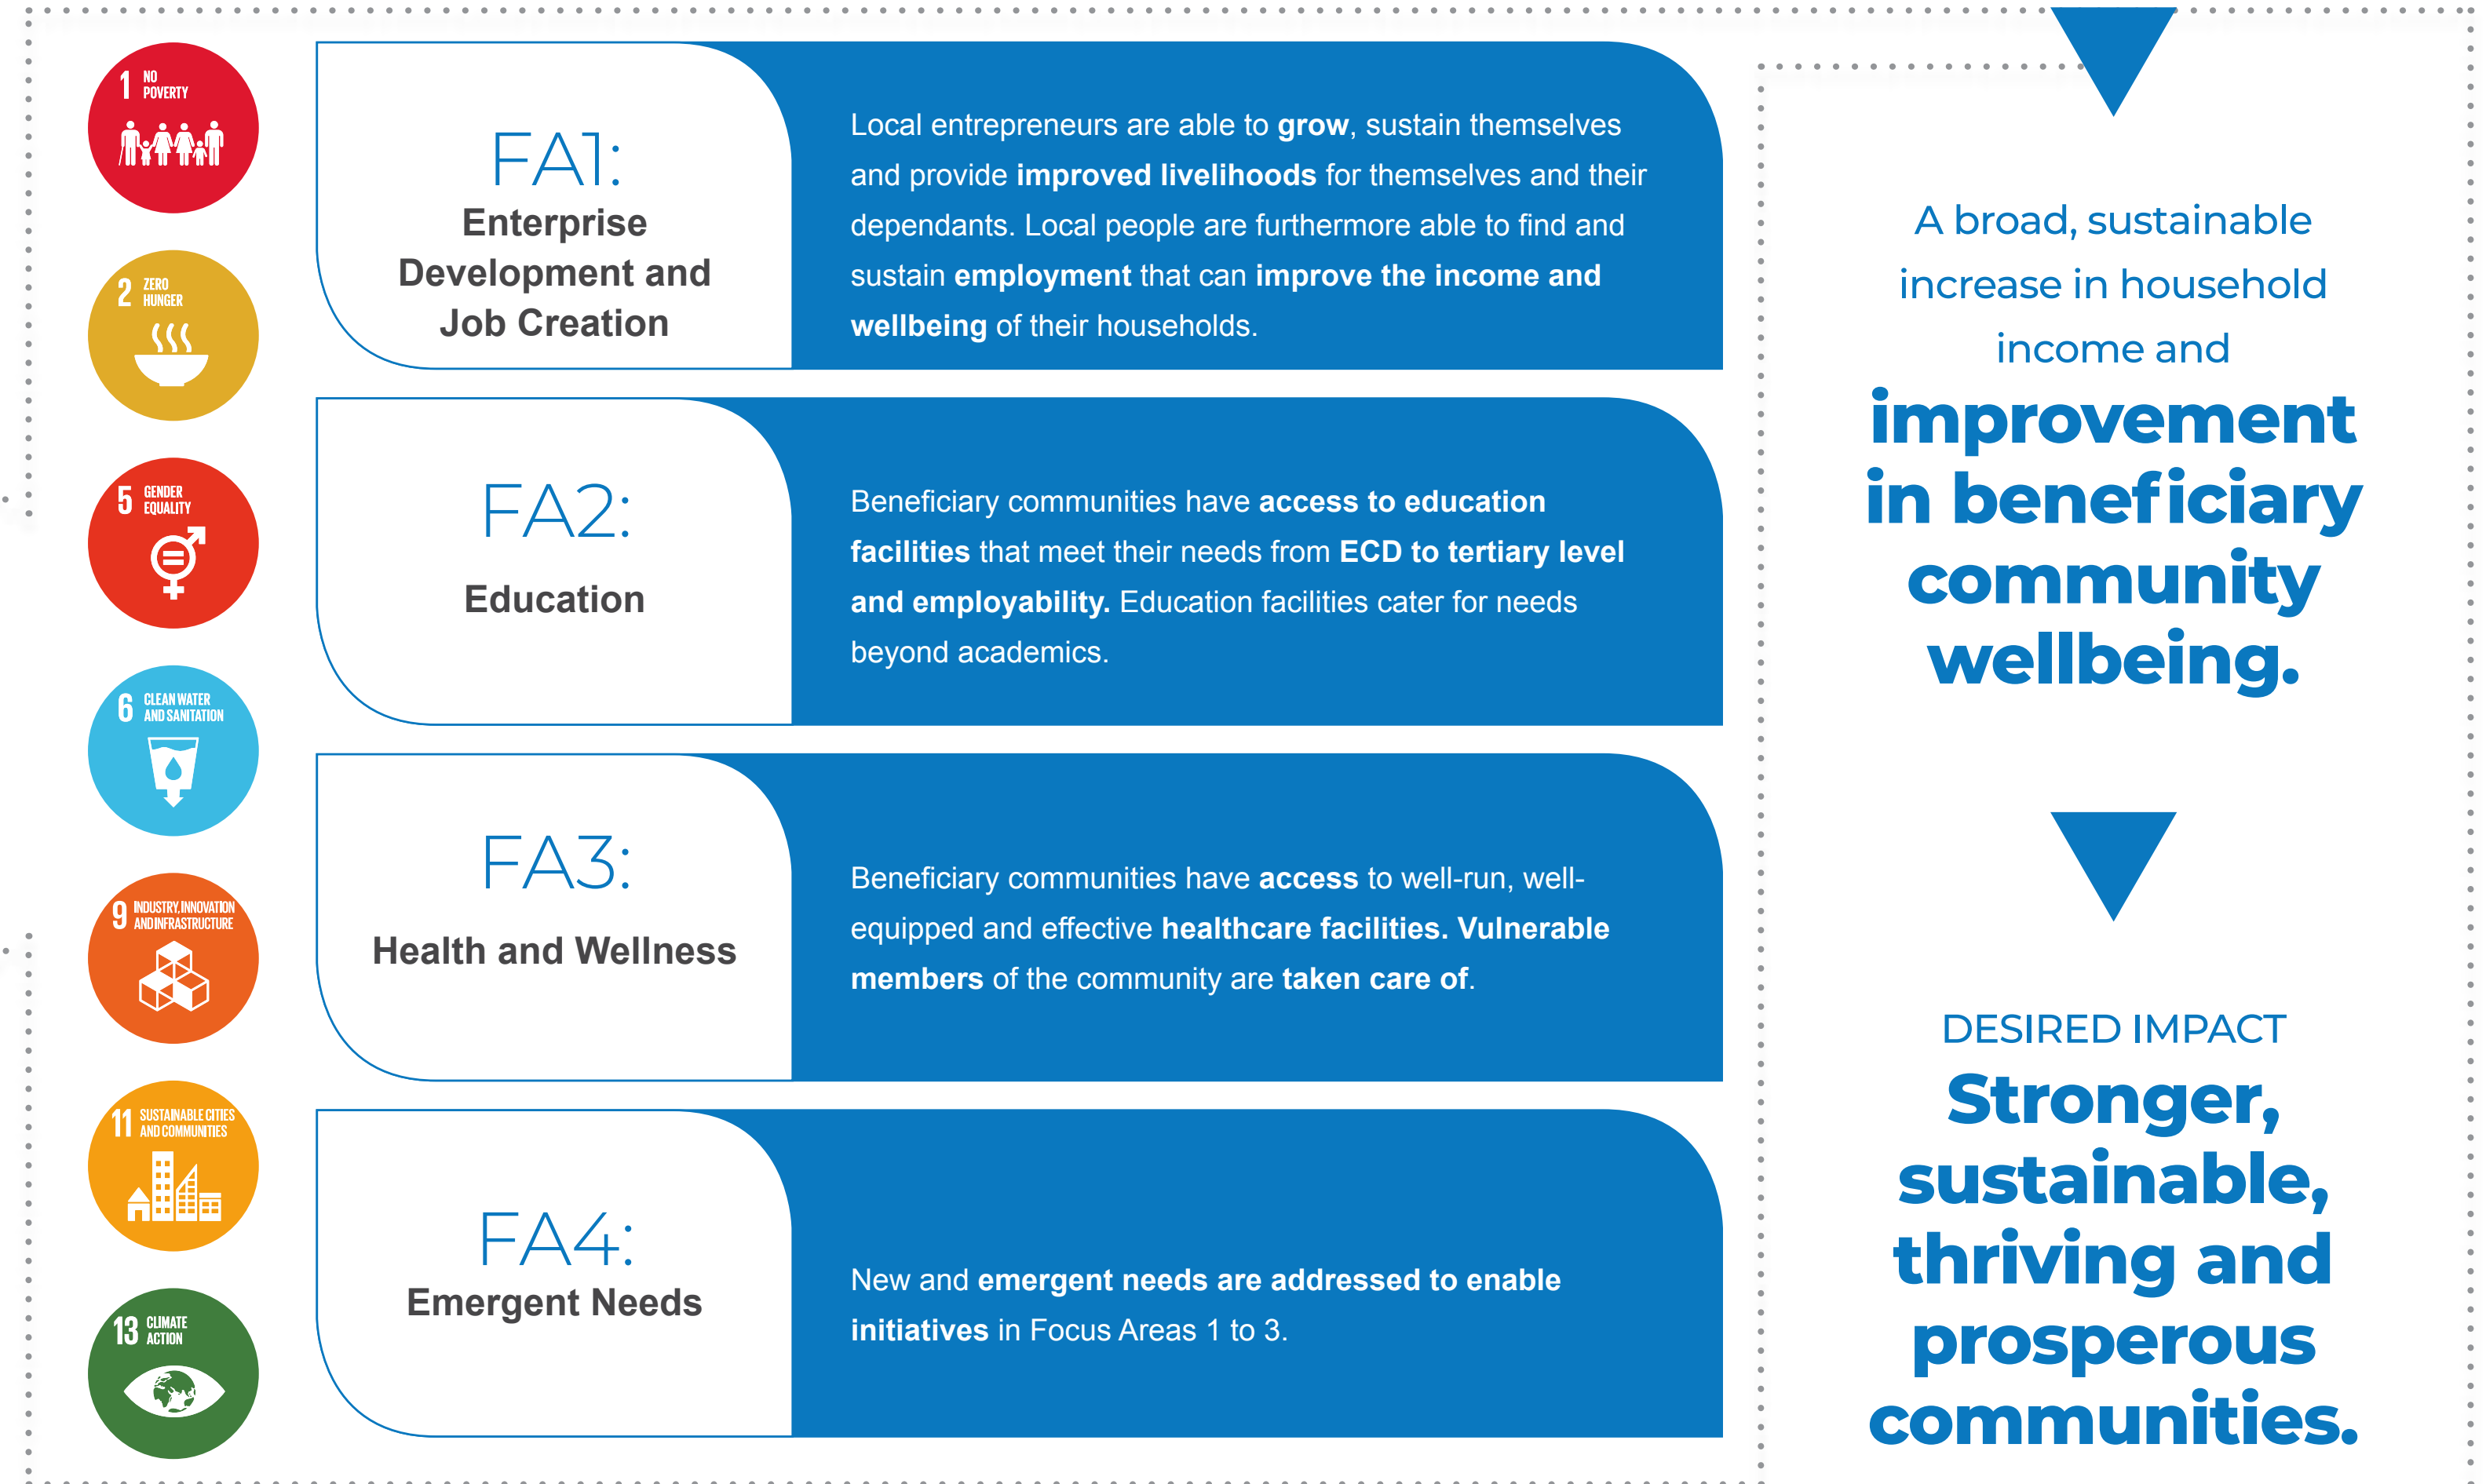 1 NO
POVERTY
2 ZERO
HUNGER
5 GENDER
EQUALITY
6 CLEAN WATER
AND SANITATION
9 INDUSTRY, INNOVATION
AND INFRASTRUCTURE
11 SUSTAINABLE CITIES
AND COMMUNITIES
13 CLIMATE
ACTION
FA1:
Enterprise
Development and
Job Creation
Local entrepreneurs are able to grow, sustain themselves
and provide improved livelihoods for themselves and their
dependants. Local people are furthermore able to find and
sustain employment that can improve the income and
wellbeing of their households.
FA2:
Education
Beneficiary communities have access to education
facilities that meet their needs from ECD to tertiary level
and employability. Education facilities cater for needs
beyond academics.
FA3:
Health and Wellness
Beneficiary communities have access to well-run, well-
equipped and effective healthcare facilities. Vulnerable
members of the community are taken care of.
FA4:
Emergent Needs
New and emergent needs are addressed to enable
initiatives in Focus Areas 1 to 3.
A broad, sustainable
increase in household
income and
improvement
in beneficiary
community
wellbeing.
DESIRED IMPACT
Stronger,
sustainable,
thriving and
prosperous
communities.